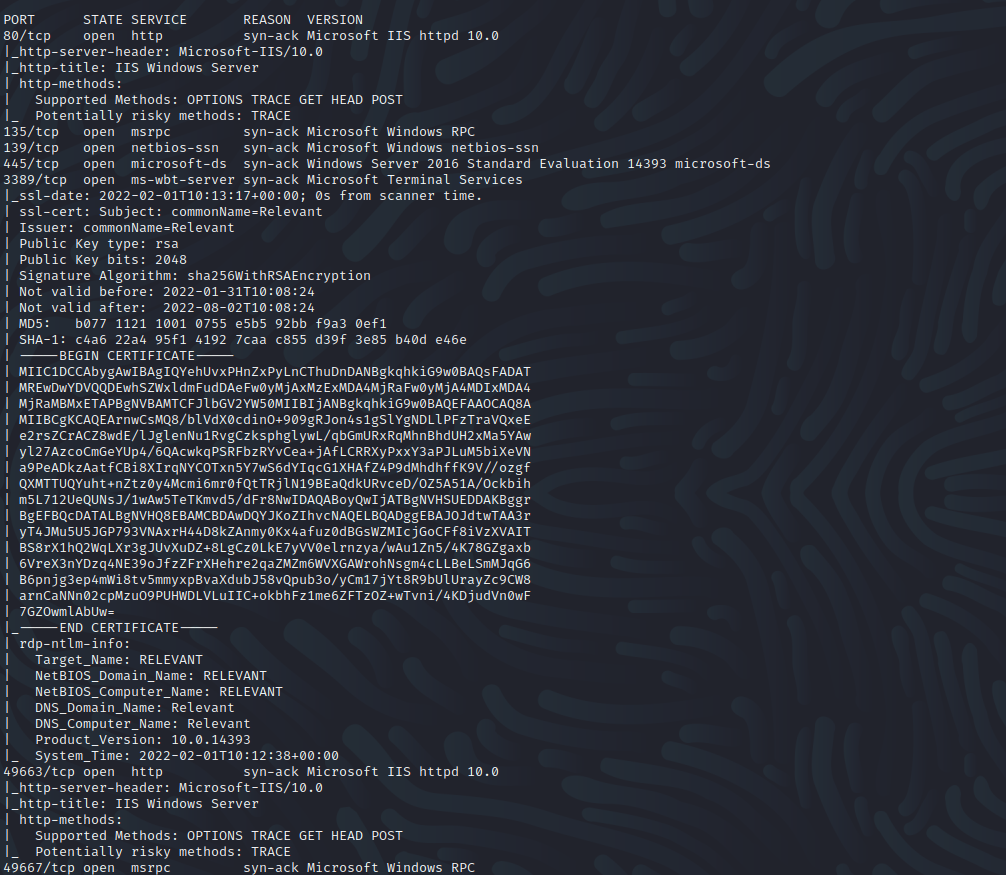 PORT      STATE SERVICE       REASON  VERSION
80/tcp    open  http          syn-ack Microsoft IIS httpd 10.0
|_http-server-header: Microsoft-IIS/10.0
|_http-title: IIS Windows Server
| http-methods:
|   Supported Methods: OPTIONS TRACE GET HEAD POST
|_  Potentially risky methods: TRACE
135/tcp   open  msrpc         syn-ack Microsoft Windows RPC
139/tcp   open  netbios-ssn   syn-ack Microsoft Windows netbios-ssn
445/tcp   open  microsoft-ds  syn-ack Windows Server 2016 Standard Evaluation 14393 microsoft-ds
3389/tcp  open  ms-wbt-server syn-ack Microsoft Terminal Services
|_ssl-date: 2022-02-01T10:13:17+00:00; 0s from scanner time.
| ssl-cert: Subject: commonName=Relevant
| Issuer: commonName=Relevant
| Public Key type: rsa
| Public Key bits: 2048
| Signature Algorithm: sha256WithRSAEncryption
| Not valid before: 2022-01-31T10:08:24
| Not valid after:  2022-08-02T10:08:24
| MD5:   b077 1121 1001 0755 e5b5 92bb f9a3 0ef1
| SHA-1: c4a6 22a4 95f1 4192 7caa c855 d39f 3e85 b40d e46e
| -----BEGIN CERTIFICATE-----
| MIIC1DCCAbygAwIBAgIQYehUvxPHnZxPyLnCThuDnDANBgkqhkiG9w0BAQsFADAT
| MREwDwYDVQQDEwhSZWxldmFudDAeFw0yMjAxMzExMDA4MjRaFw0yMjA4MDIxMDA4
| MjRaMBMxETAPBgNVBAMTCFJlbGV2YW50MIIBIjANBgkqhkiG9w0BAQEFAAOCAQ8A
| MIIBCgKCAQEArnwCsMQ8/blVdX0cdinO+909gRJon4s1gSlYgNDLlPFzTraVQxeE
| e2rsZCrACZ8wdE/lJglenNu1RvgCzksphglywL/qbGmURxRqMhnBhdUH2xMa5YAw
| yl27AzcoCmGeYUp4/6QAcwkqPSRFbzRYvCea+jAfLCRRXyPxxY3aPJLuM5biXeVN
| a9PeADkzAatfCBi8XIrqNYCOTxn5Y7wS6dYIqcG1XHAfZ4P9dMhdhffK9V//ozgf
| QXMTTUQYuht+nZtz0y4Mcmi6mr0fQtTRjlN19BEaQdkURvceD/OZ5A51A/Ockbih
| m5L712UeQUNsJ/1wAw5TeTKmvd5/dFr8NwIDAQABoyQwIjATBgNVHSUEDDAKBggr
| BgEFBQcDATALBgNVHQ8EBAMCBDAwDQYJKoZIhvcNAQELBQADggEBAJOJdtwTAA3r
| yT4JMu5U5JGP793VNAxrH44D8kZAnmy0Kx4afuz0dBGsWZMIcjGoCFf8iVzXVAIT
| BS8rX1hQ2WqLXr3gJUvXuDZ+8LgCz0LkE7yVV0elrnzya/wAu1Zn5/4K78GZgaxb
| 6VreX3nYDzq4NE39oJfzZFrXHehre2qaZMZm6WVXGAWrohNsgm4cLLBeLSmMJqG6
| B6pnjg3ep4mWi8tv5mmyxpBvaXdubJ58vQpub3o/yCm17jYt8R9bUlUrayZc9CW8
| arnCaNNn02cpMzuO9PUHWDLVLuIIC+okbhFz1me6ZFTzOZ+wTvni/4KDjudVn0wF
| 7GZOwmlAbUw=
|_-----END CERTIFICATE-----
| rdp-ntlm-info:
|   Target_Name: RELEVANT
|   NetBIOS_Domain_Name: RELEVANT
|   NetBIOS_Computer_Name: RELEVANT
|   DNS_Domain_Name: Relevant
|   DNS_Computer_Name: Relevant
|   Product_Version: 10.0.14393
|_  System_Time: 2022-02-01T10:12:38+00:00
49663/tcp open  http          syn-ack Microsoft IIS httpd 10.0
|_http-server-header: Microsoft-IIS/10.0
|_http-title: IIS Windows Server
| http-methods:
|   Supported Methods: OPTIONS TRACE GET HEAD POST
|_  Potentially risky methods: TRACE
49667/tcp open  msrpc         syn-ack Microsoft Windows RPC